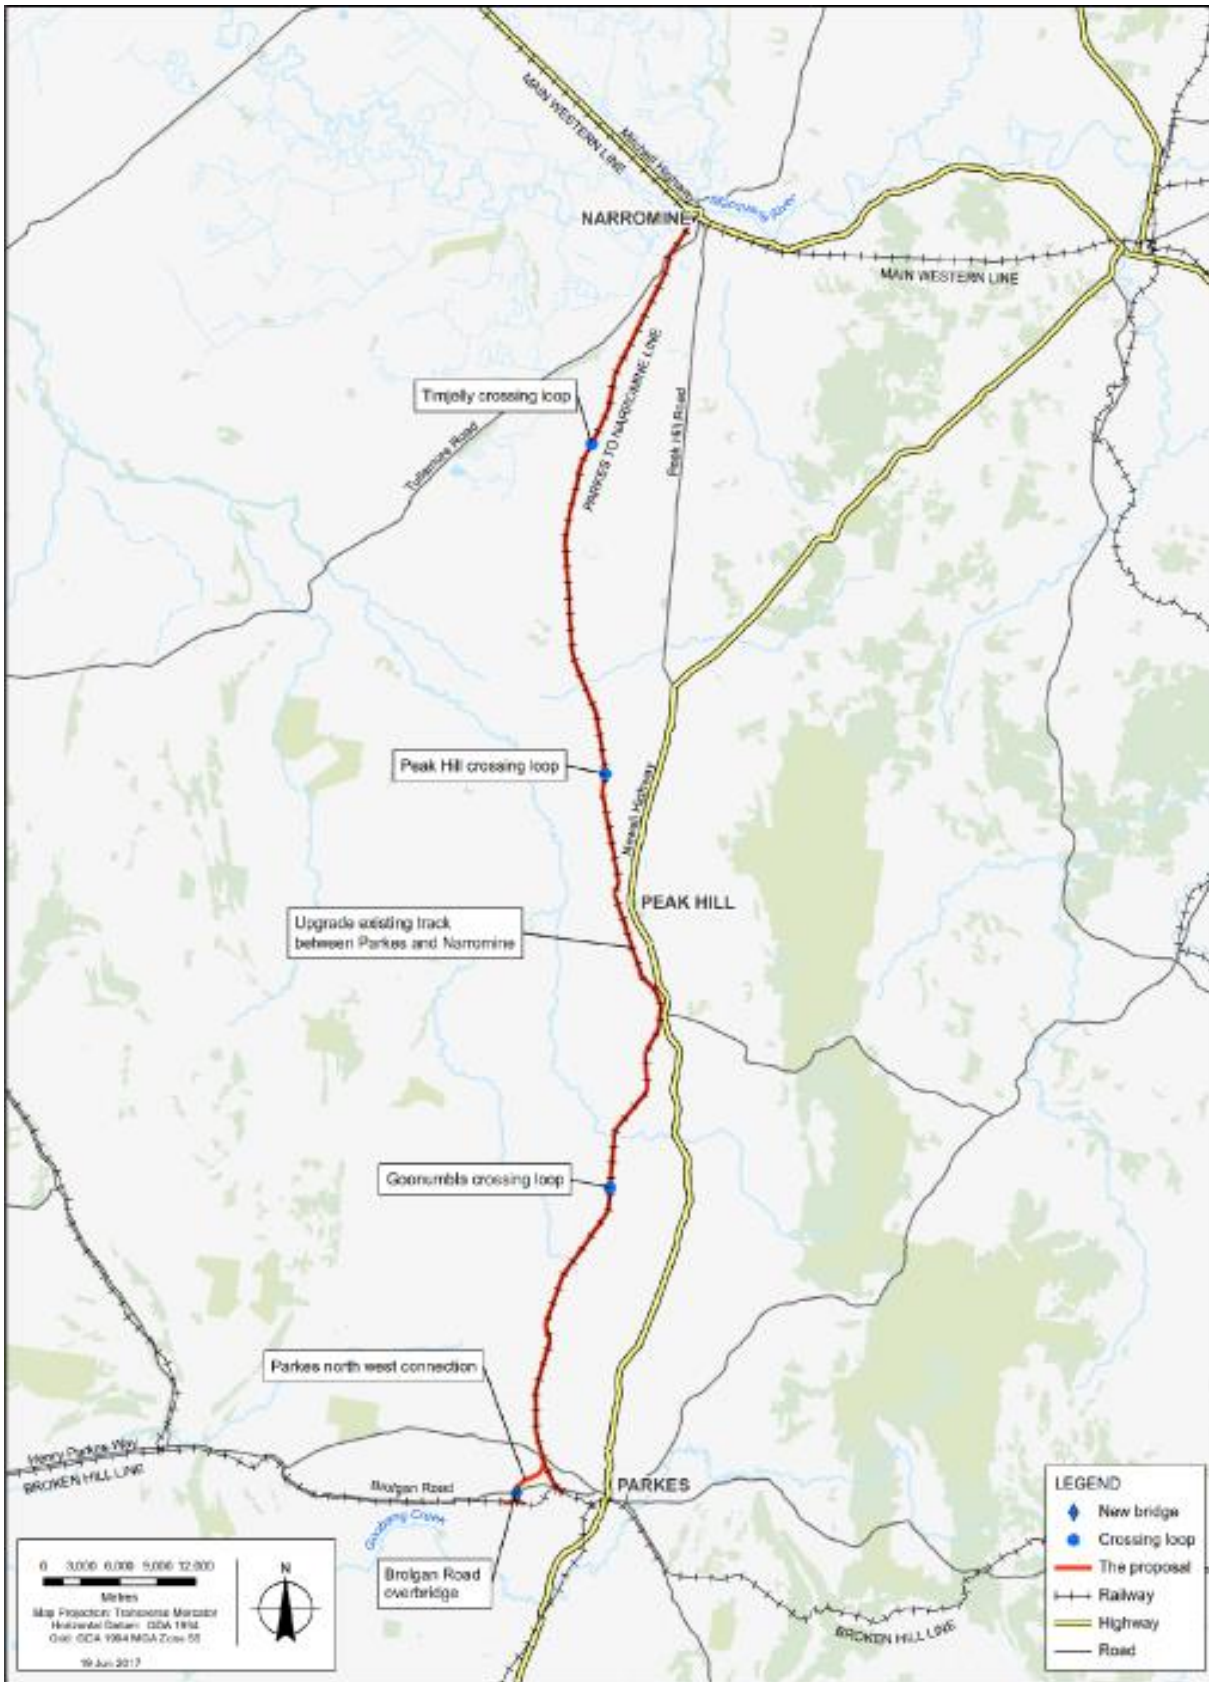 MAIN WESTERN LINE
Mitchell Highway
NARROMINE
River
MAIN WESTERN LINE
Timjelly crossing loop
PARKES TO NARROMINE LINE
Peak Hill Road
Tullamore Road
Peak Hill crossing loop
Newell Highway
PEAK HILL
Upgrade existing track
between Parkes and Narromine
Goonumbla crossing loop
Parkes north west connection
Henry Parkes Way
BROKEN HILL LINE
Brolgan Road
PARKES
Goobang Creek
Brolgan Road
overbridge
BROKEN HILL LINE
LEGEND
New bridge
Crossing loop
The proposal
Railway
Highway
Road
0 3,000 6,000 9,000 12,000
Metres
Map Projection: Transverse Mercator
Horizontal Datum: GDA 1994
Grid: GDA 1994 MGA Zone 55
N
19 Jun 2017